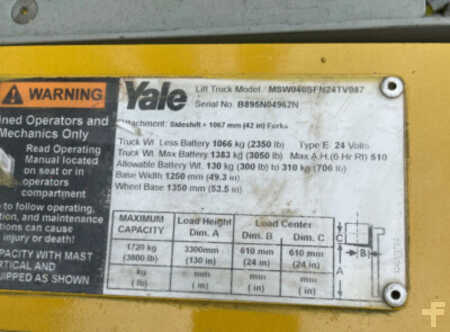 WARNING
ined Operators and
Mechanics Only
Read Operating
Manual located
on seat or in
operators
compartment
to follow operating,
tion, and maintenance
tions can cause
injury or death!
PACITY WITH MAST
RTICAL AND
UIPPED AS SHOWN
Yale
Lift Truck Model MSW040SFN24TV087
Serial No. B895N04962N
Attachment: Sideshift + 1067 mm (42 in) Forks
Truck Wt. Less Battery 1066 kg (2350 lb) Type E 24 Volts
Truck Wt. Max Battery 1383 kg (3050 lb) Max A.H.(6 Hr Rt) 510
Allowable Battery Wt. 130 kg (300 lb) to 310 kg (706 lb)
Base Width 1250 mm (49.3 in)
Wheel Base 1350 mm (53.5 in)
MAXIMUM CAPACITY Load Height Dim. A Load Center Dim. B Dim. C
1720 kg (3800 lb) 3300mm (130 in) 610 mm (24 in) 610 mm (24 in)
kg ( lb) mm ( in) mm ( in) mm ( in)
C
B
A
F